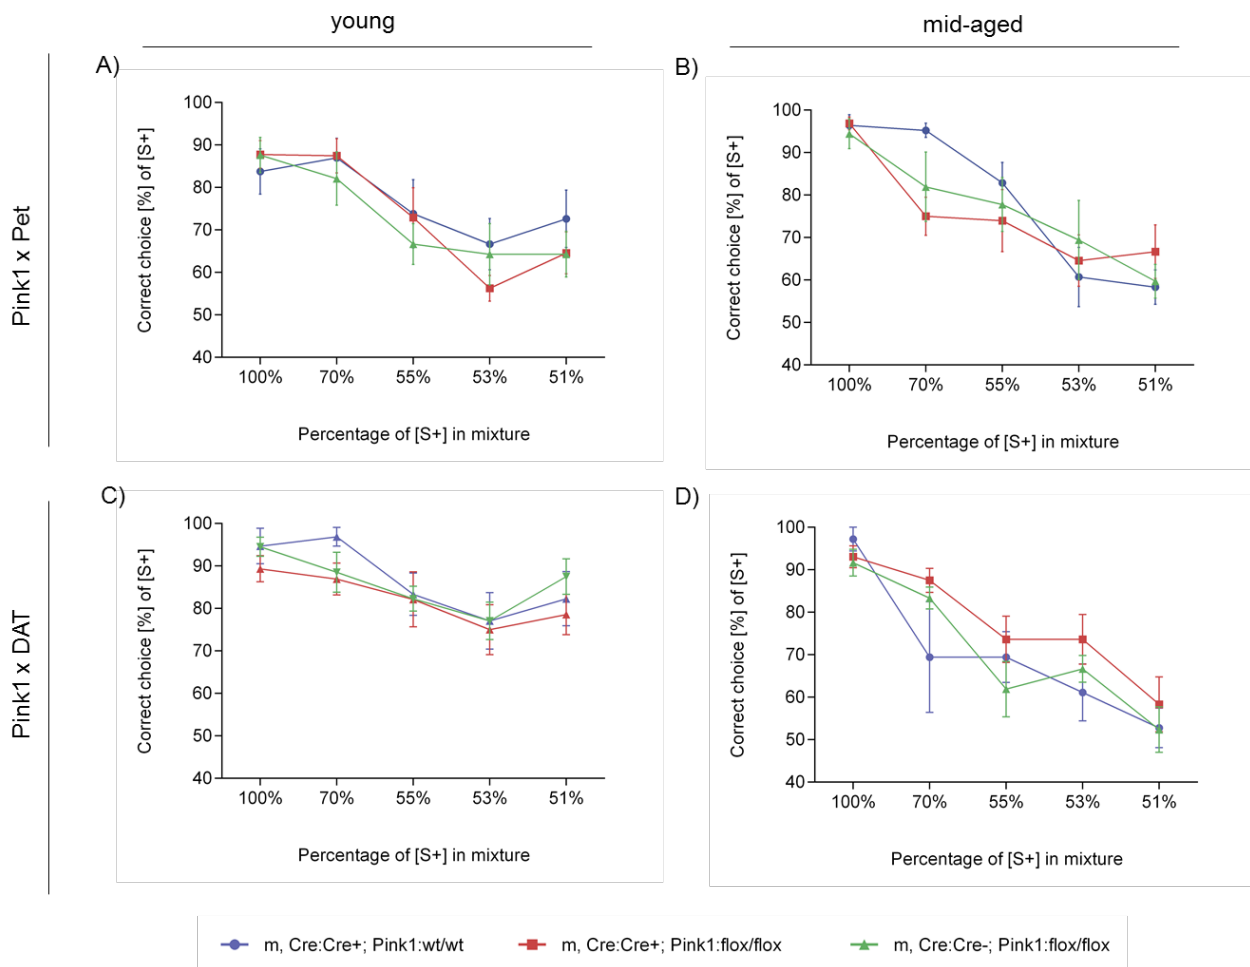 young
mid-aged
Pink1 x Pet
A)
Correct choice [%] of [S+]
100
90
80
70
60
50
40
100% 70% 55% 53% 51%
Percentage of [S+] in mixture
B)
Correct choice [%] of [S+]
100
90
80
70
60
50
40
100% 70% 55% 53% 51%
Percentage of [S+] in mixture
Pink1 x DAT
C)
Correct choice [%] of [S+]
100
90
80
70
60
50
40
100% 70% 55% 53% 51%
Percentage of [S+] in mixture
D)
Correct choice [%] of [S+]
100
90
80
70
60
50
40
100% 70% 55% 53% 51%
Percentage of [S+] in mixture
m, Cre:Cre+; Pink1:wt/wt m, Cre:Cre+; Pink1:flox/flox m, Cre:Cre-; Pink1:flox/flox